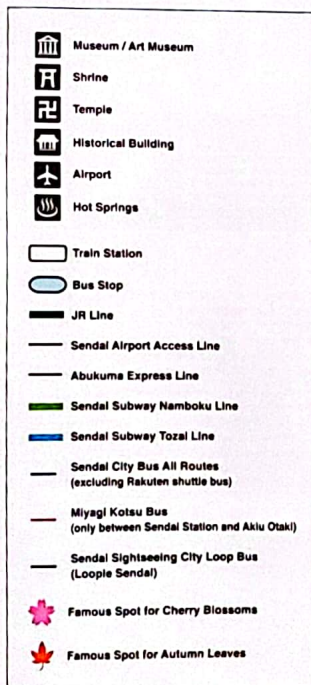 Museum / Art Museum
Shrine
Temple
Historical Building
Airport
Hot Springs
Train Station
Bus Stop
JR Line
Sendai Airport Access Line
Abukuma Express Line
Sendai Subway Namboku Line
Sendai Subway Tozai Line
Sendai City Bus All Routes
(excluding Rakuten shuttle bus)
Miyagi Kotsu Bus
(only between Sendai Station and Akiu Otaki)
Sendai Sightseeing City Loop Bus
(Loople Sendai)
Famous Spot for Cherry Blossoms
Famous Spot for Autumn Leaves